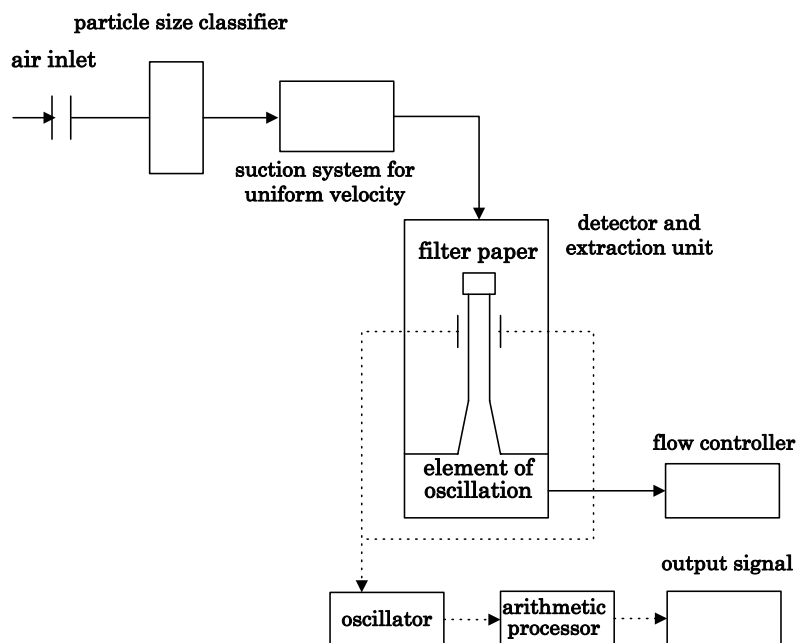 particle size classifier
air inlet
suction system for
uniform velocity
detector and
extraction unit
filter paper
element of
oscillation
flow controller
output signal
oscillator
arithmetic
processor